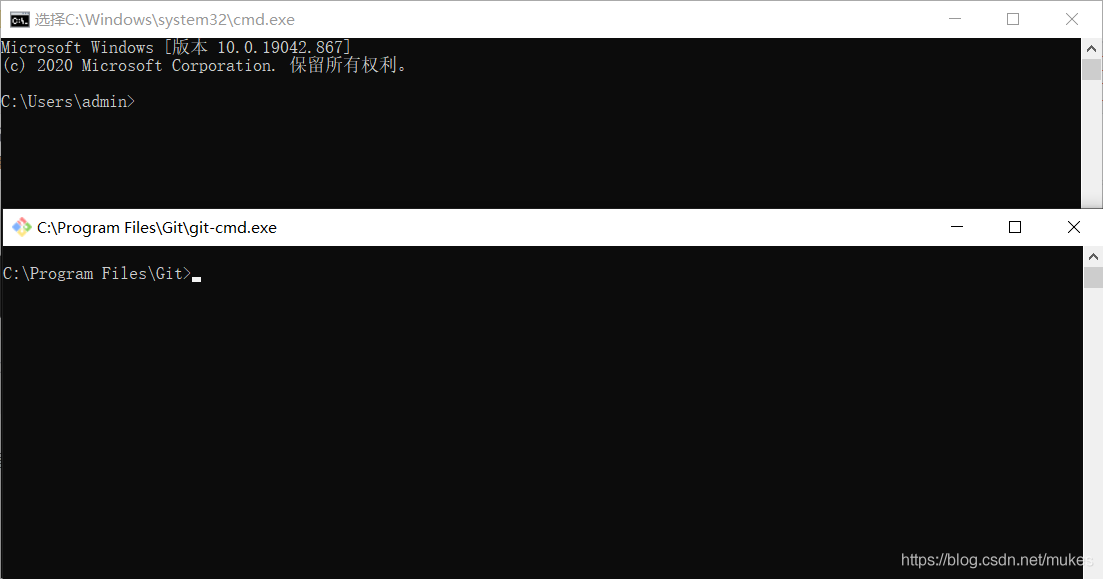 选择C:\Windows\system32\cmd.exe
Microsoft Windows [版本 10.0.19042.867]
(c) 2020 Microsoft Corporation. 保留所有权利。
C:\Users\admin>
C:\Program Files\Git\git-cmd.exe
C:\Program Files\Git>
https://blog.csdn.net/mukes